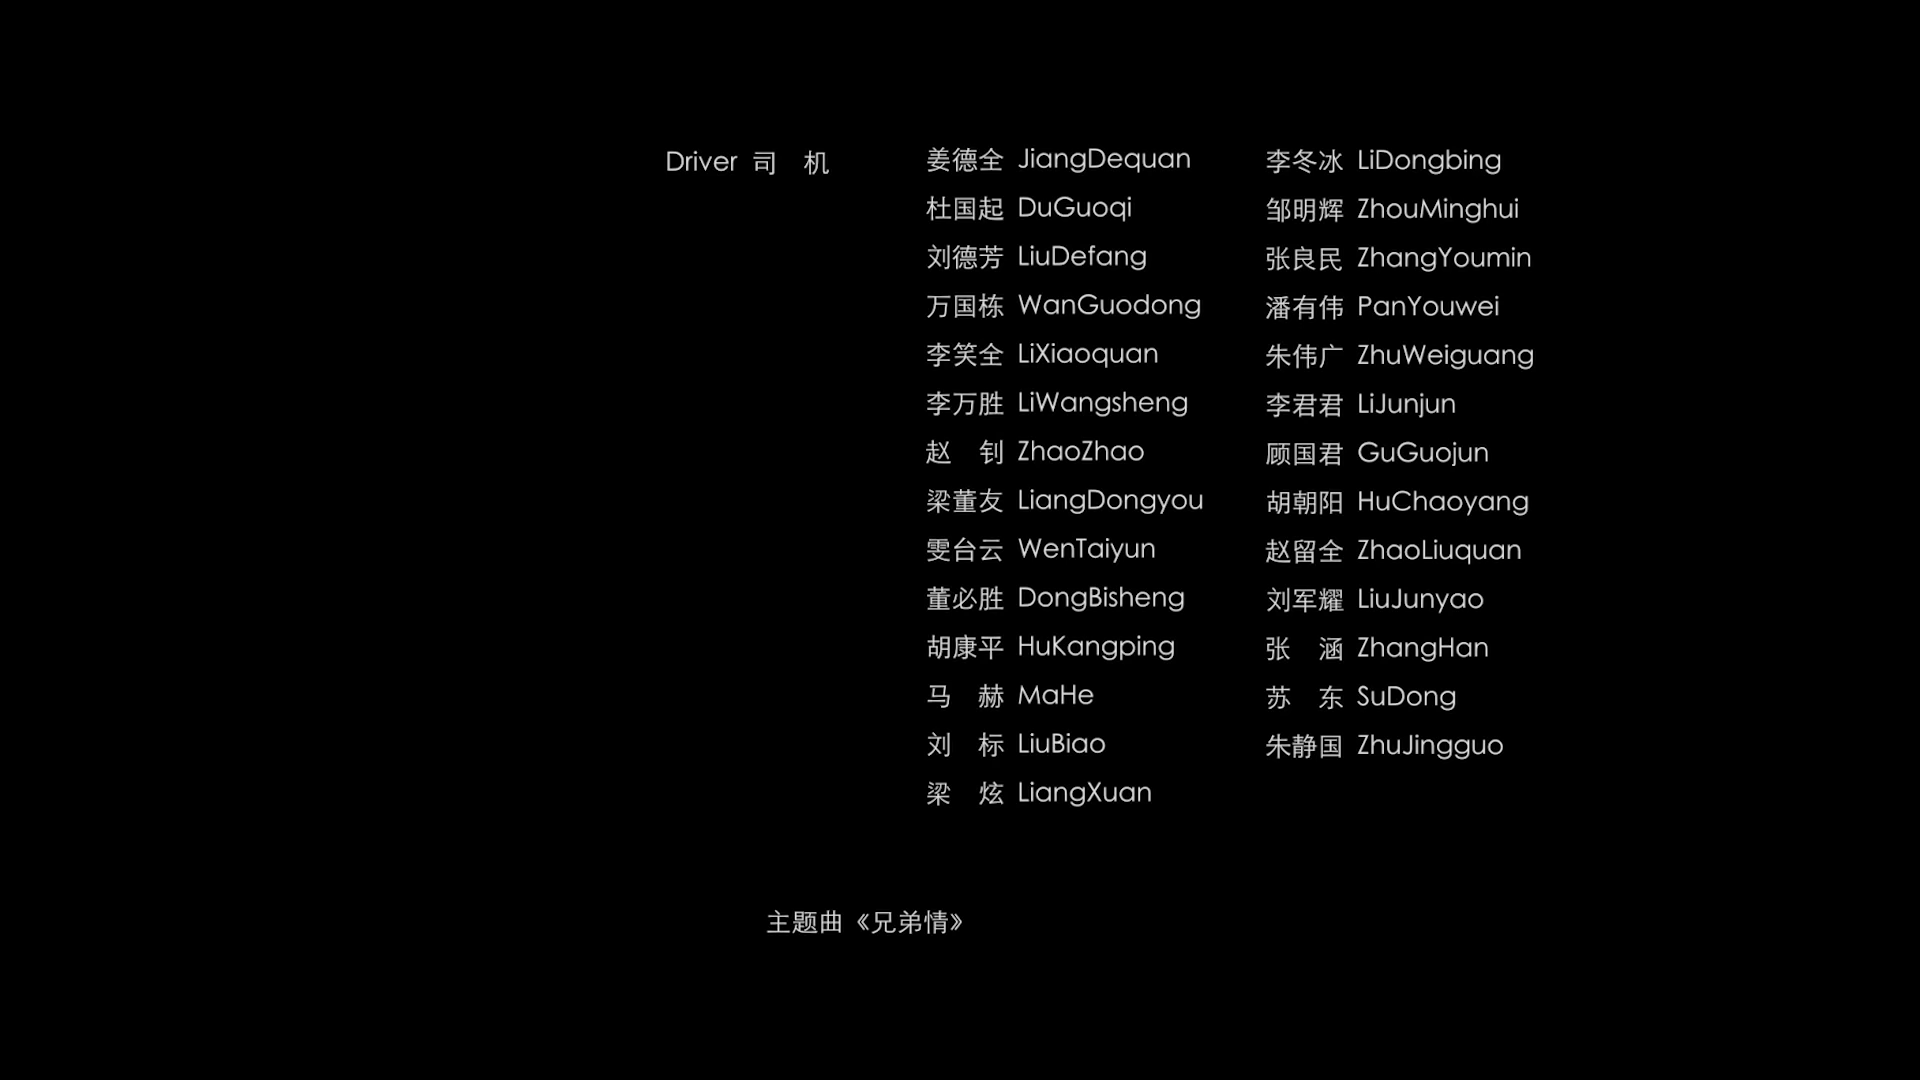 Driver 司 机 姜德全 JiangDequan 李冬冰 LiDongbing
杜国起 DuGuoqi 邹明辉 ZhouMinghui
刘德芳 LiuDefang 张良民 ZhangYoumin
万国栋 WanGuodong 潘有伟 PanYouwei
李笑全 LiXiaoquan 朱伟广 ZhuWeiguang
李万胜 LiWangsheng 李君君 LiJunjun
赵 钊 ZhaoZhao 顾国君 GuGuojun
梁董友 LiangDongyou 胡朝阳 HuChaoyang
雯台云 WenTaiyun 赵留全 ZhaoLiuquan
董必胜 DongBisheng 刘军耀 LiuJunyao
胡康平 HuKangping 张 涵 ZhangHan
马 赫 MaHe 苏 东 SuDong
刘 标 LiuBiao 朱静国 ZhuJingguo
梁 炫 LiangXuan
主题曲《兄弟情》